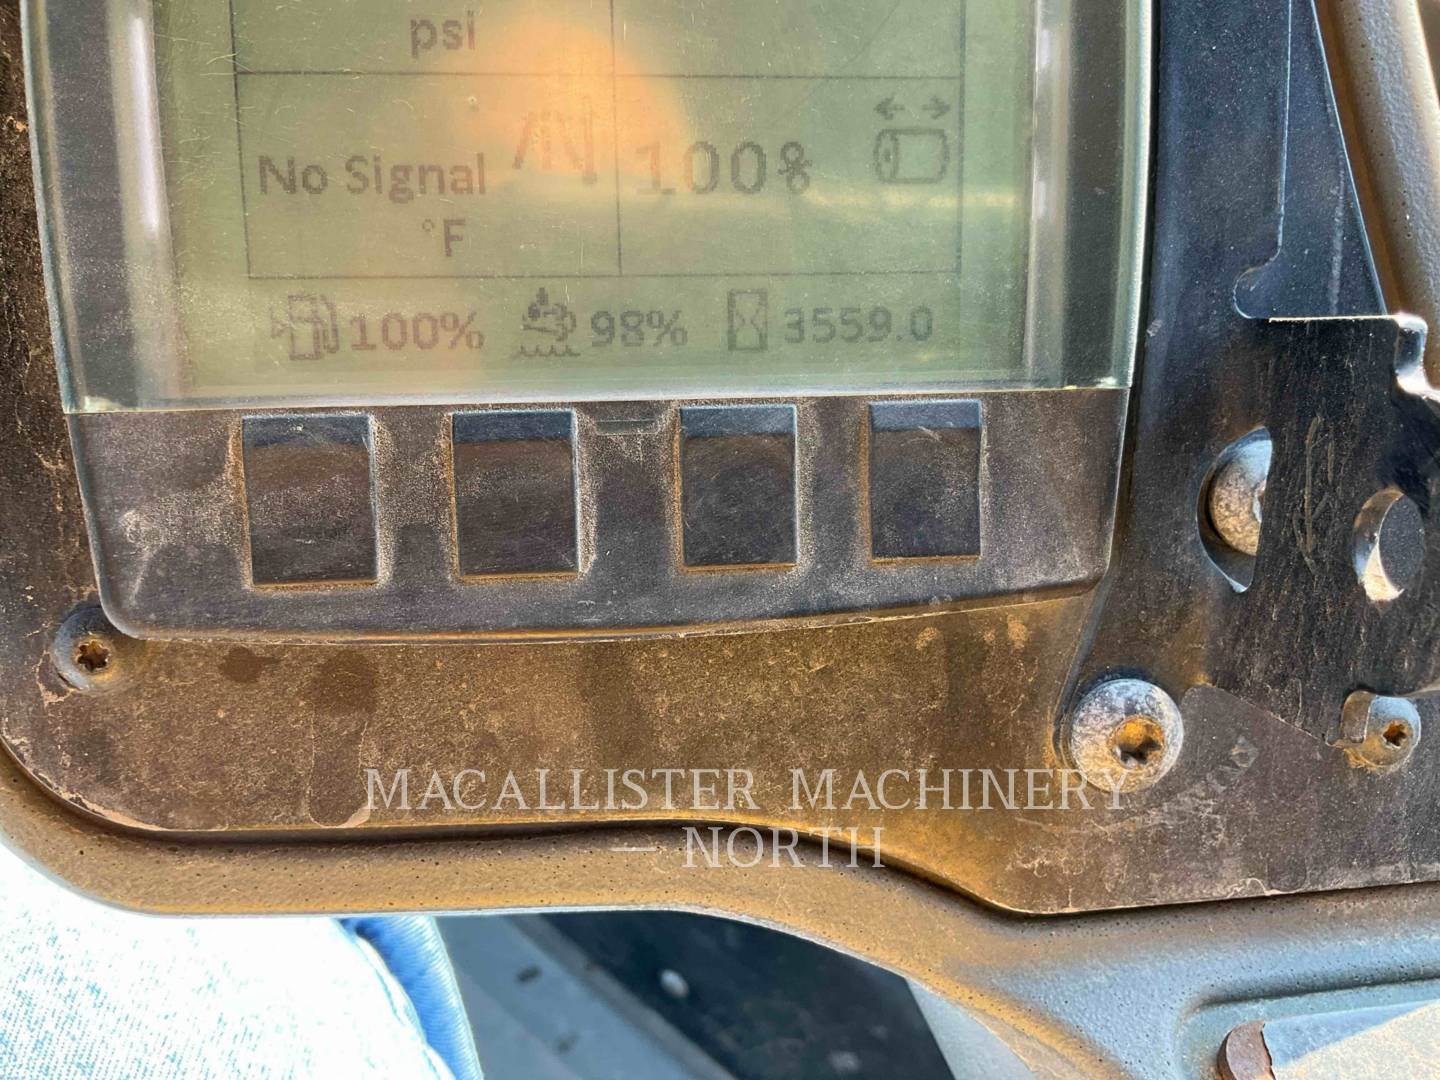 psi
No Signal
°F
100%
100% 98% 3559.0
MACALLISTER MACHINERY
— NORTH